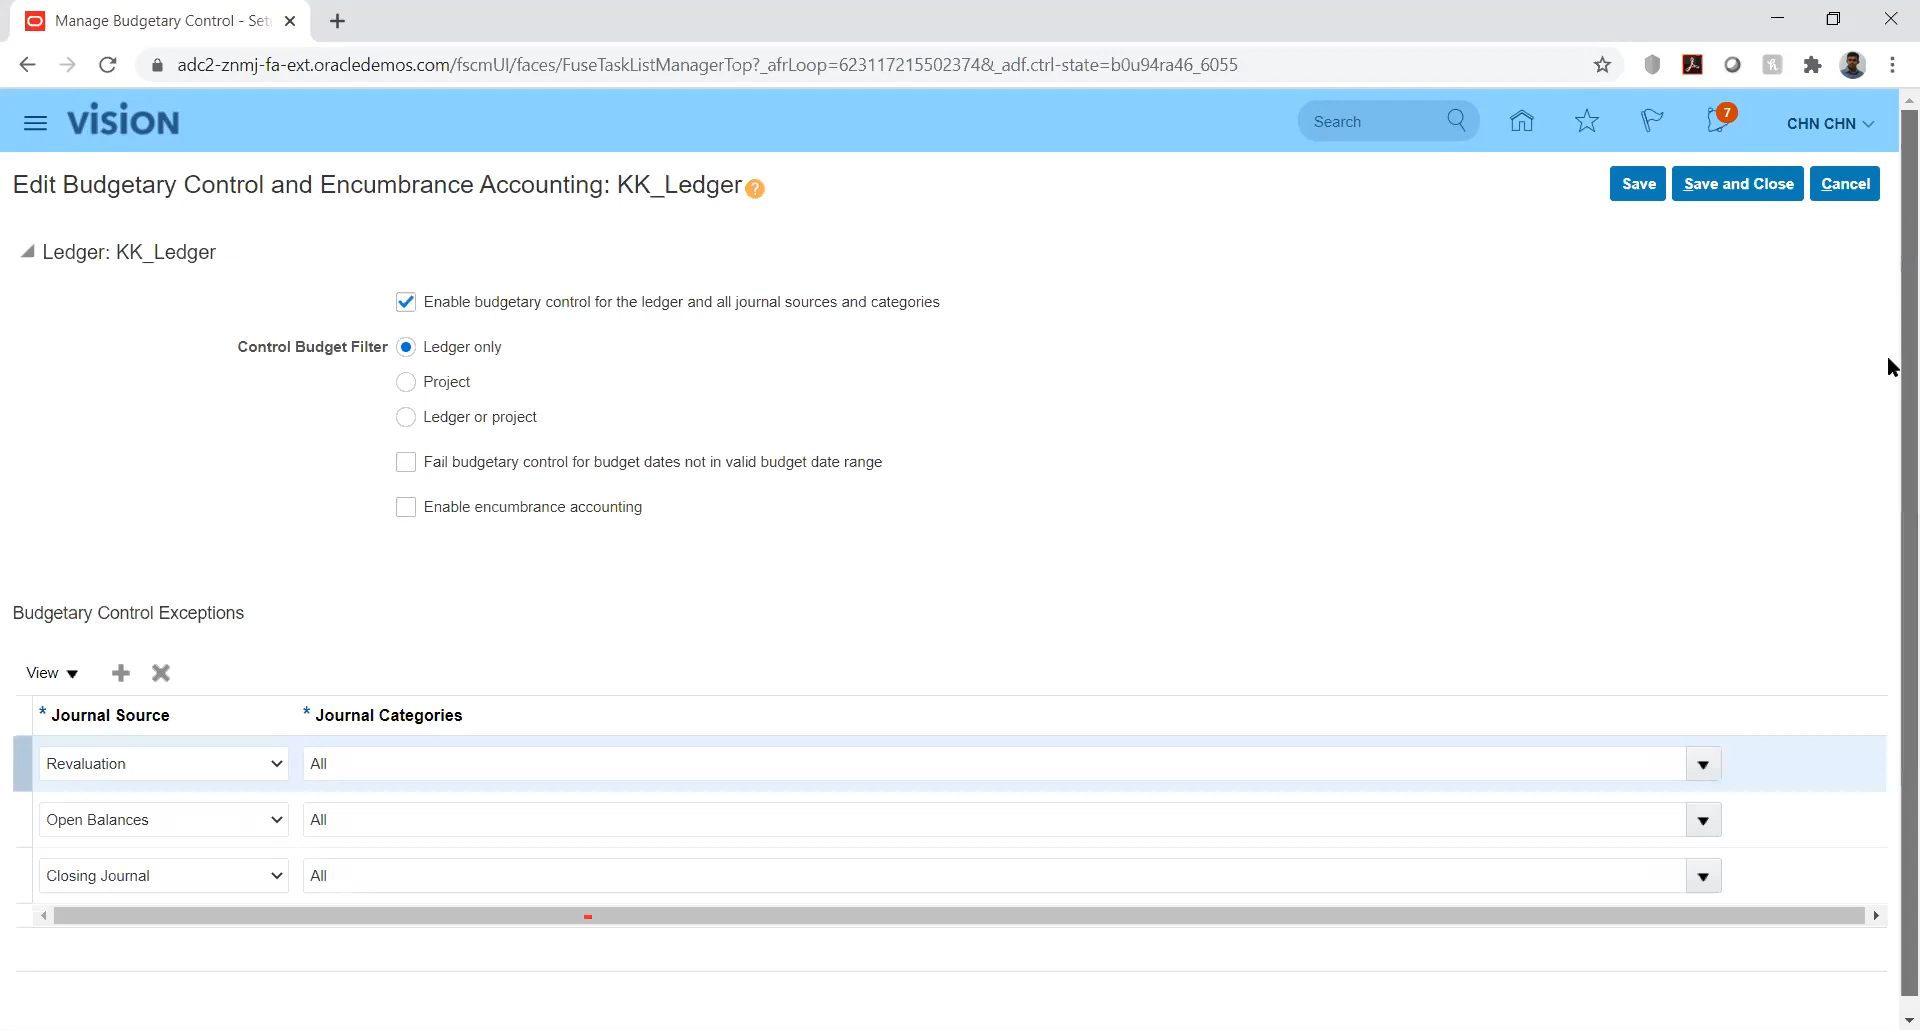 Manage Budgetary Control - Set
adc2-znmj-fa-ext.oracledemos.com/fscmUI/faces/FuseTaskListManagerTop?_afrLoop=6231172155023748&_adf.ctrl-state=b0u94ra46_6055
VISION
Search
7
CHN CHN
Edit Budgetary Control and Encumbrance Accounting: KK_Ledger ?
Save
Save and Close
Cancel
Ledger: KK_Ledger
Enable budgetary control for the ledger and all journal sources and categories
Control Budget Filter
Ledger only
Project
Ledger or project
Fail budgetary control for budget dates not in valid budget date range
Enable encumbrance accounting
Budgetary Control Exceptions
View
* Journal Source * Journal Categories
Revaluation All
Open Balances All
Closing Journal All